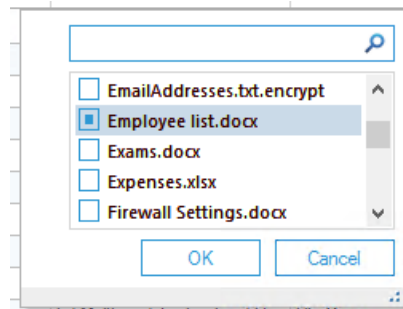 EmailAddresses.txt.encrypt
Employee list.docx
Exams.docx
Expenses.xlsx
Firewall Settings.docx
OK Cancel